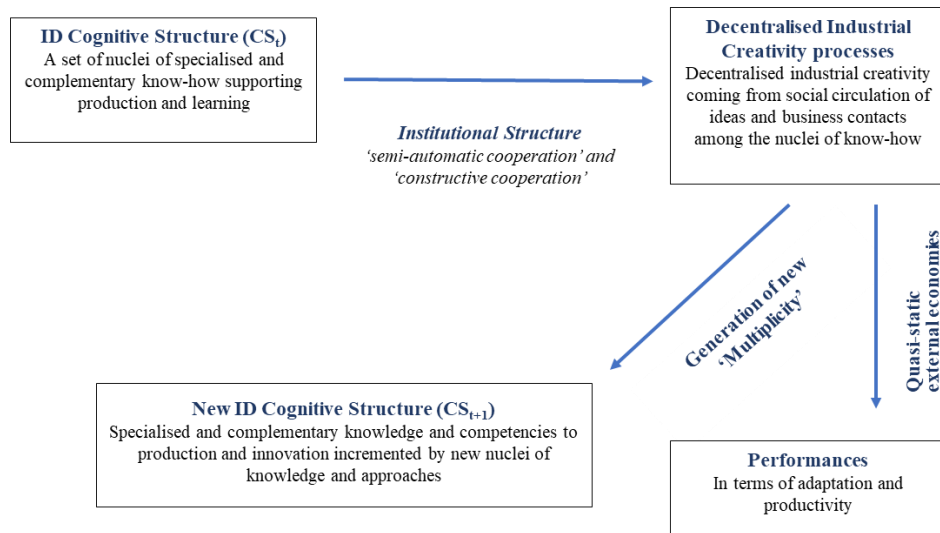 ID Cognitive Structure (CSt)
A set of nuclei of specialised and
complementary know-how supporting
production and learning
Decentralised Industrial
Creativity processes
Decentralised industrial creativity
coming from social circulation of
ideas and business contacts
among the nuclei of know-how
Institutional Structure
‘semi-automatic cooperation’ and
‘constructive cooperation’
Generation of new
‘Multiplicity’
Quasi-static
external economies
New ID Cognitive Structure (CSt+1)
Specialised and complementary knowledge and competencies to
production and innovation incremented by new nuclei of
knowledge and approaches
Performances
In terms of adaptation and
productivity